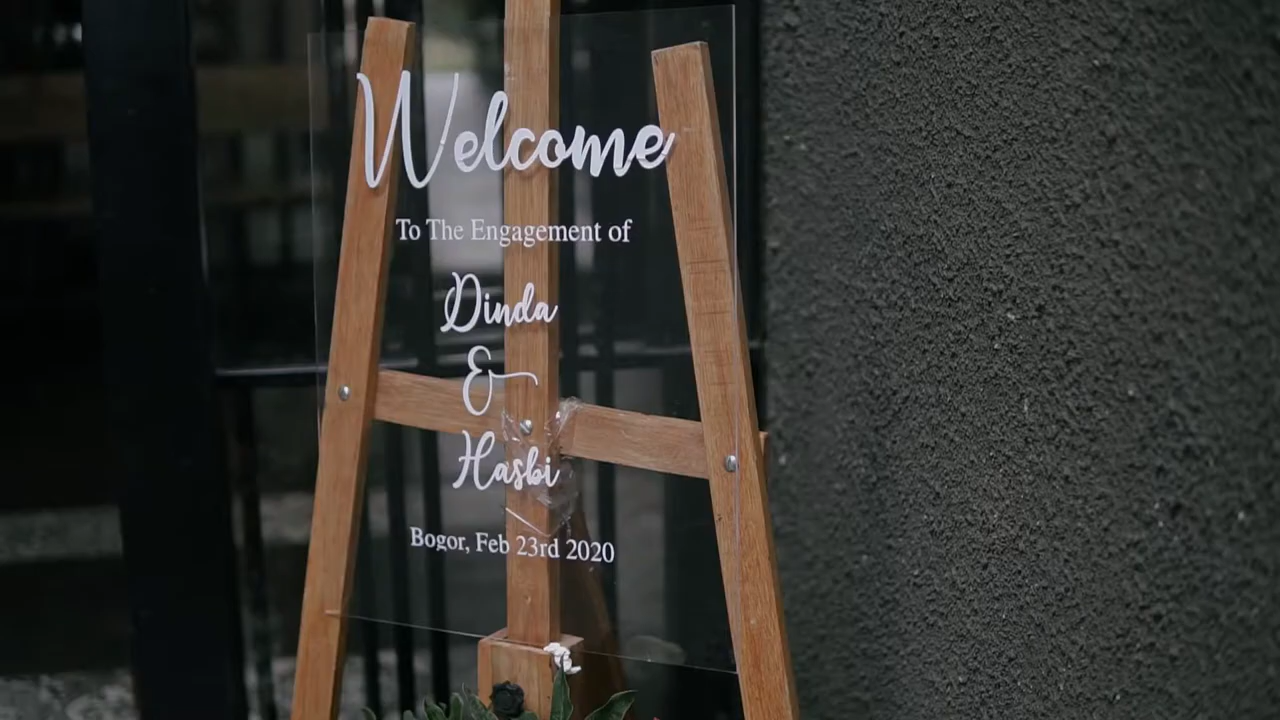 Welcome
To The Engagement of
Dinda
&
Hasbi
Bogor, Feb 23rd 2020